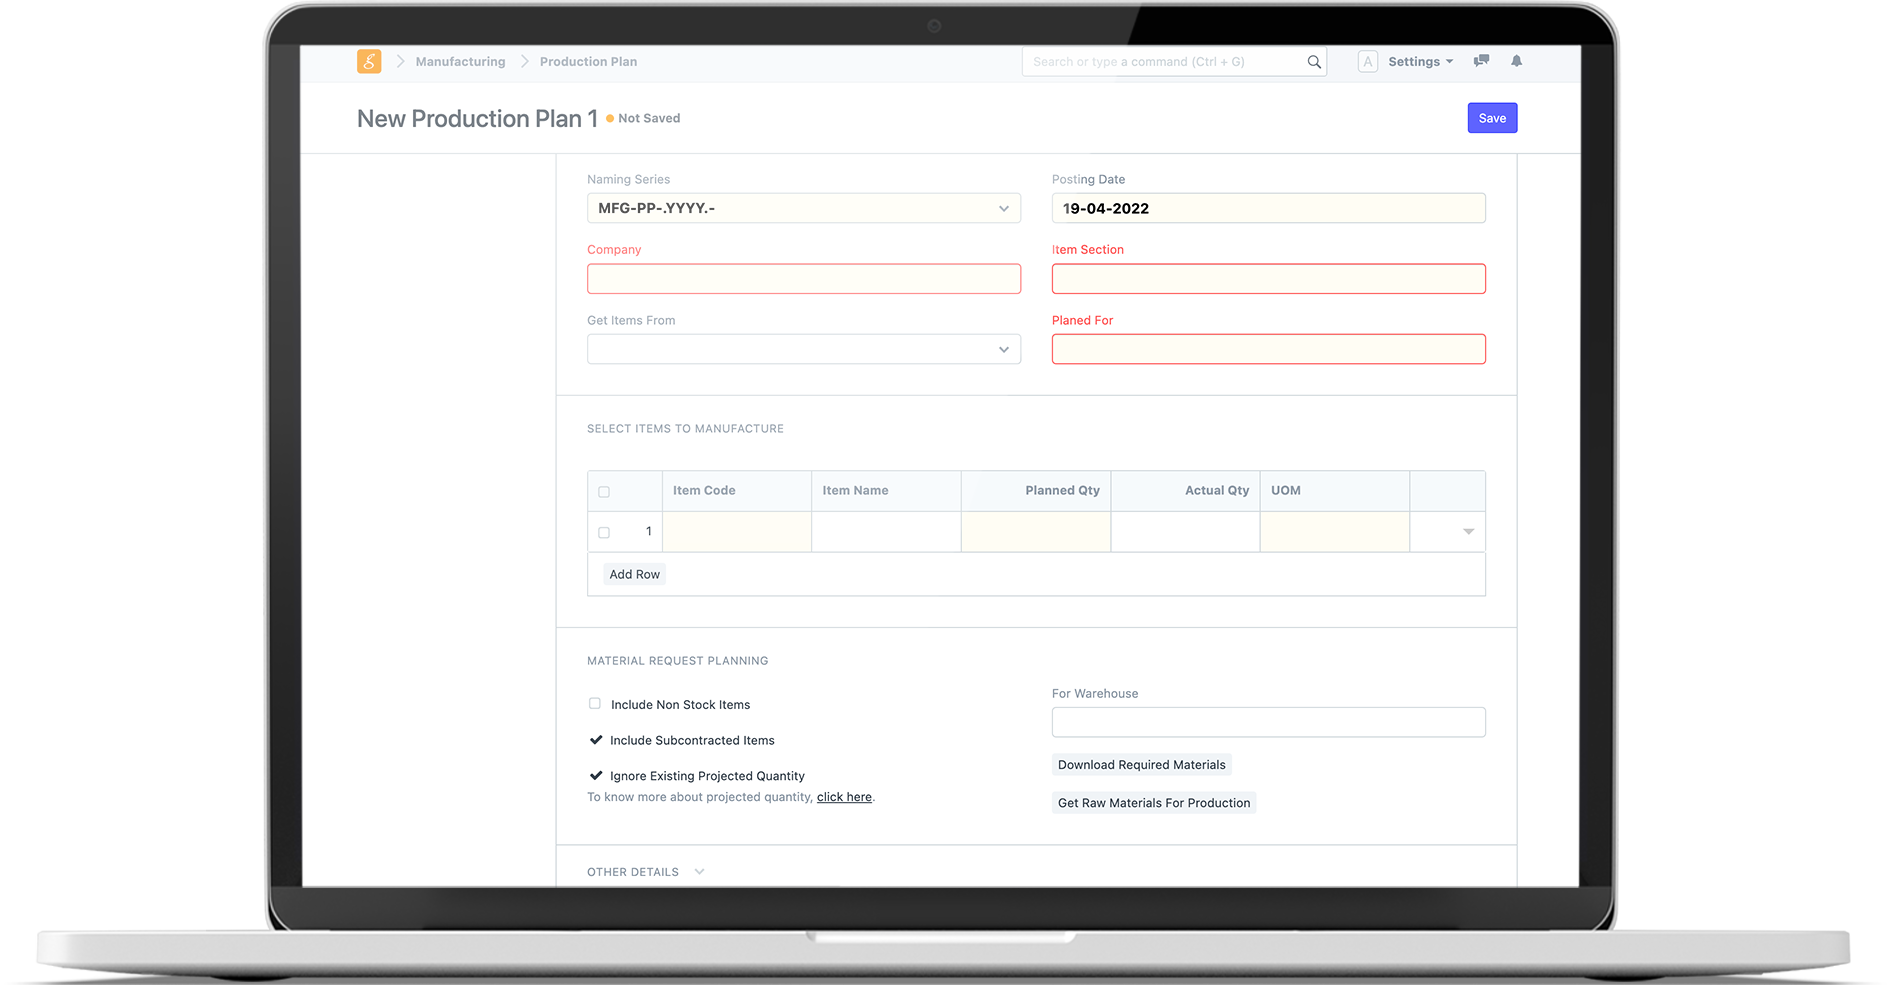 Manufacturing Production Plan Search or type a command (Ctrl + G) A Settings
New Production Plan 1 Not Saved Save
Naming Series Posting Date
MFG-PP-.YYYY.- 19-04-2022
Company Item Section
Get Items From Planed For
SELECT ITEMS TO MANUFACTURE
Item Code Item Name Planned Qty Actual Qty UOM
1
Add Row
MATERIAL REQUEST PLANNING
For Warehouse
Include Non Stock Items
Include Subcontracted Items
Download Required Materials
Ignore Existing Projected Quantity
To know more about projected quantity, click here.
Get Raw Materials For Production
OTHER DETAILS